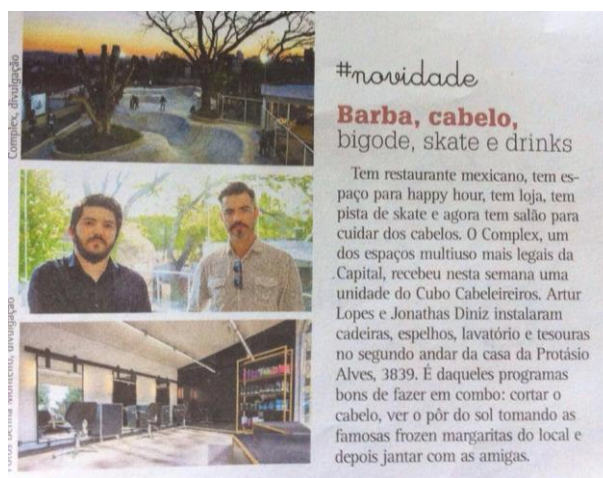 Complex, divulgação
#novidade
Barba, cabelo,
bigode, skate e drinks
Tem restaurante mexicano, tem es-
paço para happy hour, tem loja, tem
pista de skate e agora tem salão para
cuidar dos cabelos. O Complex, um
dos espaços multiuso mais legais da
Capital, recebeu nesta semana uma
unidade do Cubo Cabeleireiros. Artur
Lopes e Jonathas Diniz instalaram
cadeiras, espelhos, lavatório e tesouras
no segundo andar da casa da Protásio
Alves, 3839. É daqueles programas
bons de fazer em combo: cortar o
cabelo, ver o pôr do sol tomando as
famosas frozen margaritas do local e
depois jantar com as amigas.
divulgação